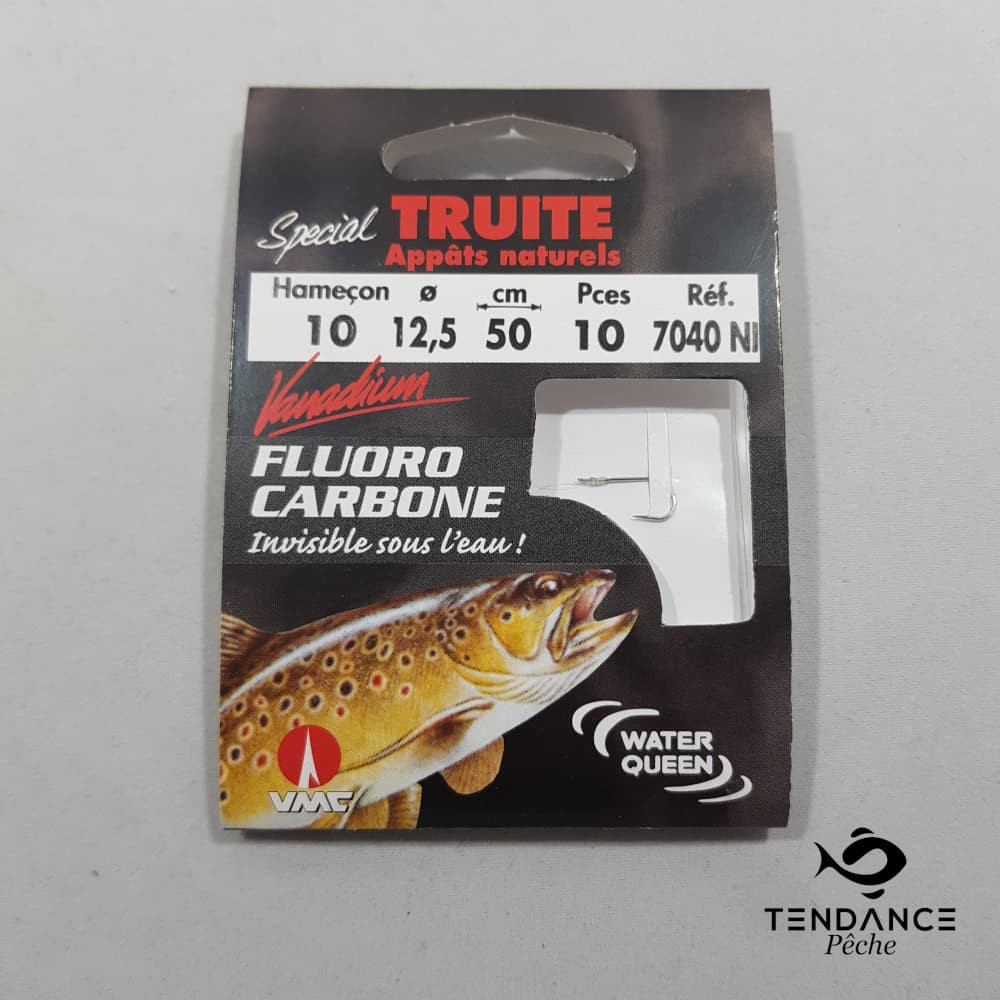 Special TRUITE
Appâts naturels
Hameçon ø cm Pces Réf.
10 12,5 50 10 7040 NI
Vanadium
FLUORO
CARBONE
Invisible sous l'eau !
WATER
QUEEN
VMC
TENDANCE
Pêche